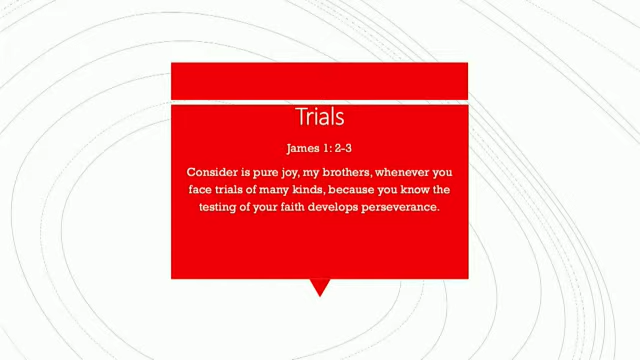 Trials
James 1: 2-3
Consider is pure joy, my brothers, whenever you
face trials of many kinds, because you know the
testing of your faith develops perseverance.